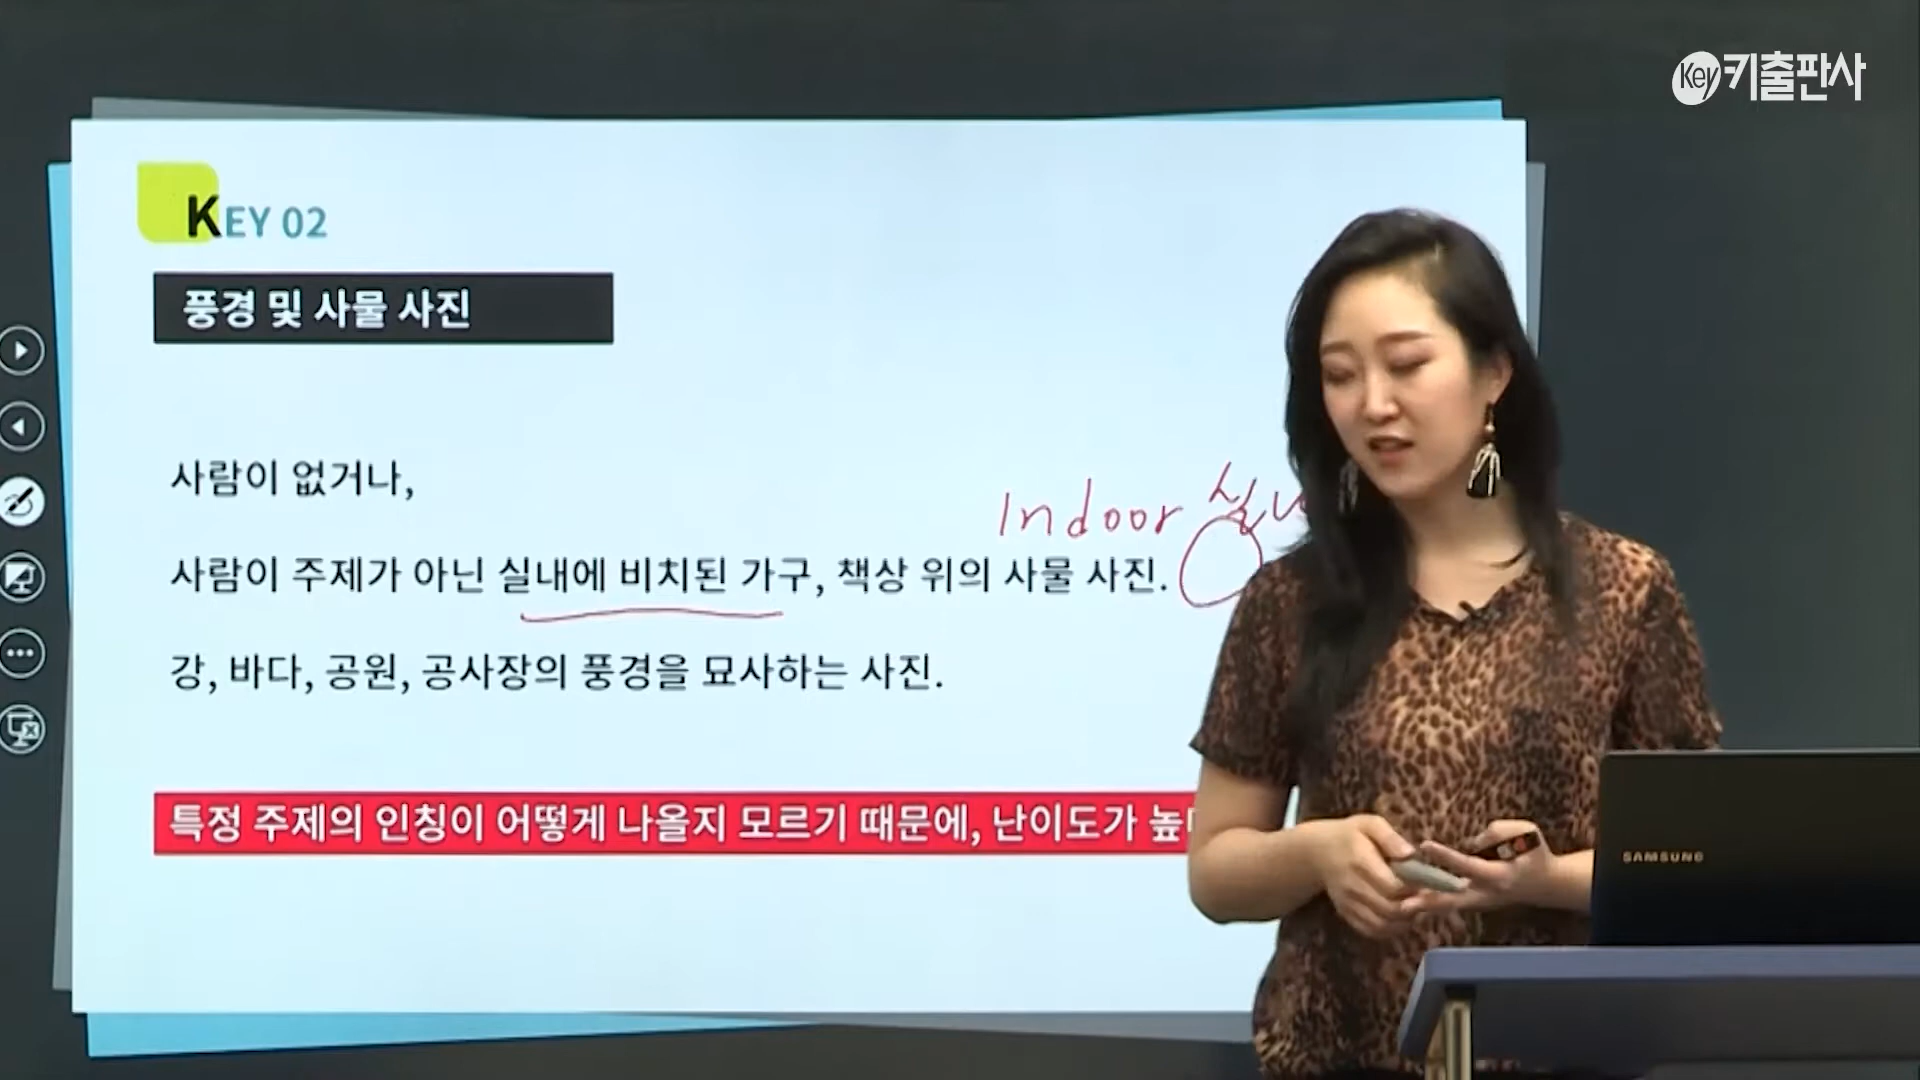 Key 키출판사
KEY 02
풍경 및 사물 사진
사람이 없거나,
Indoor
사람이 주제가 아닌 실내에 비치된 가구, 책상 위의 사물 사진.
강, 바다, 공원, 공사장의 풍경을 묘사하는 사진.
특정 주제의 인칭이 어떻게 나올지 모르기 때문에, 난이도가
SAMSUNG